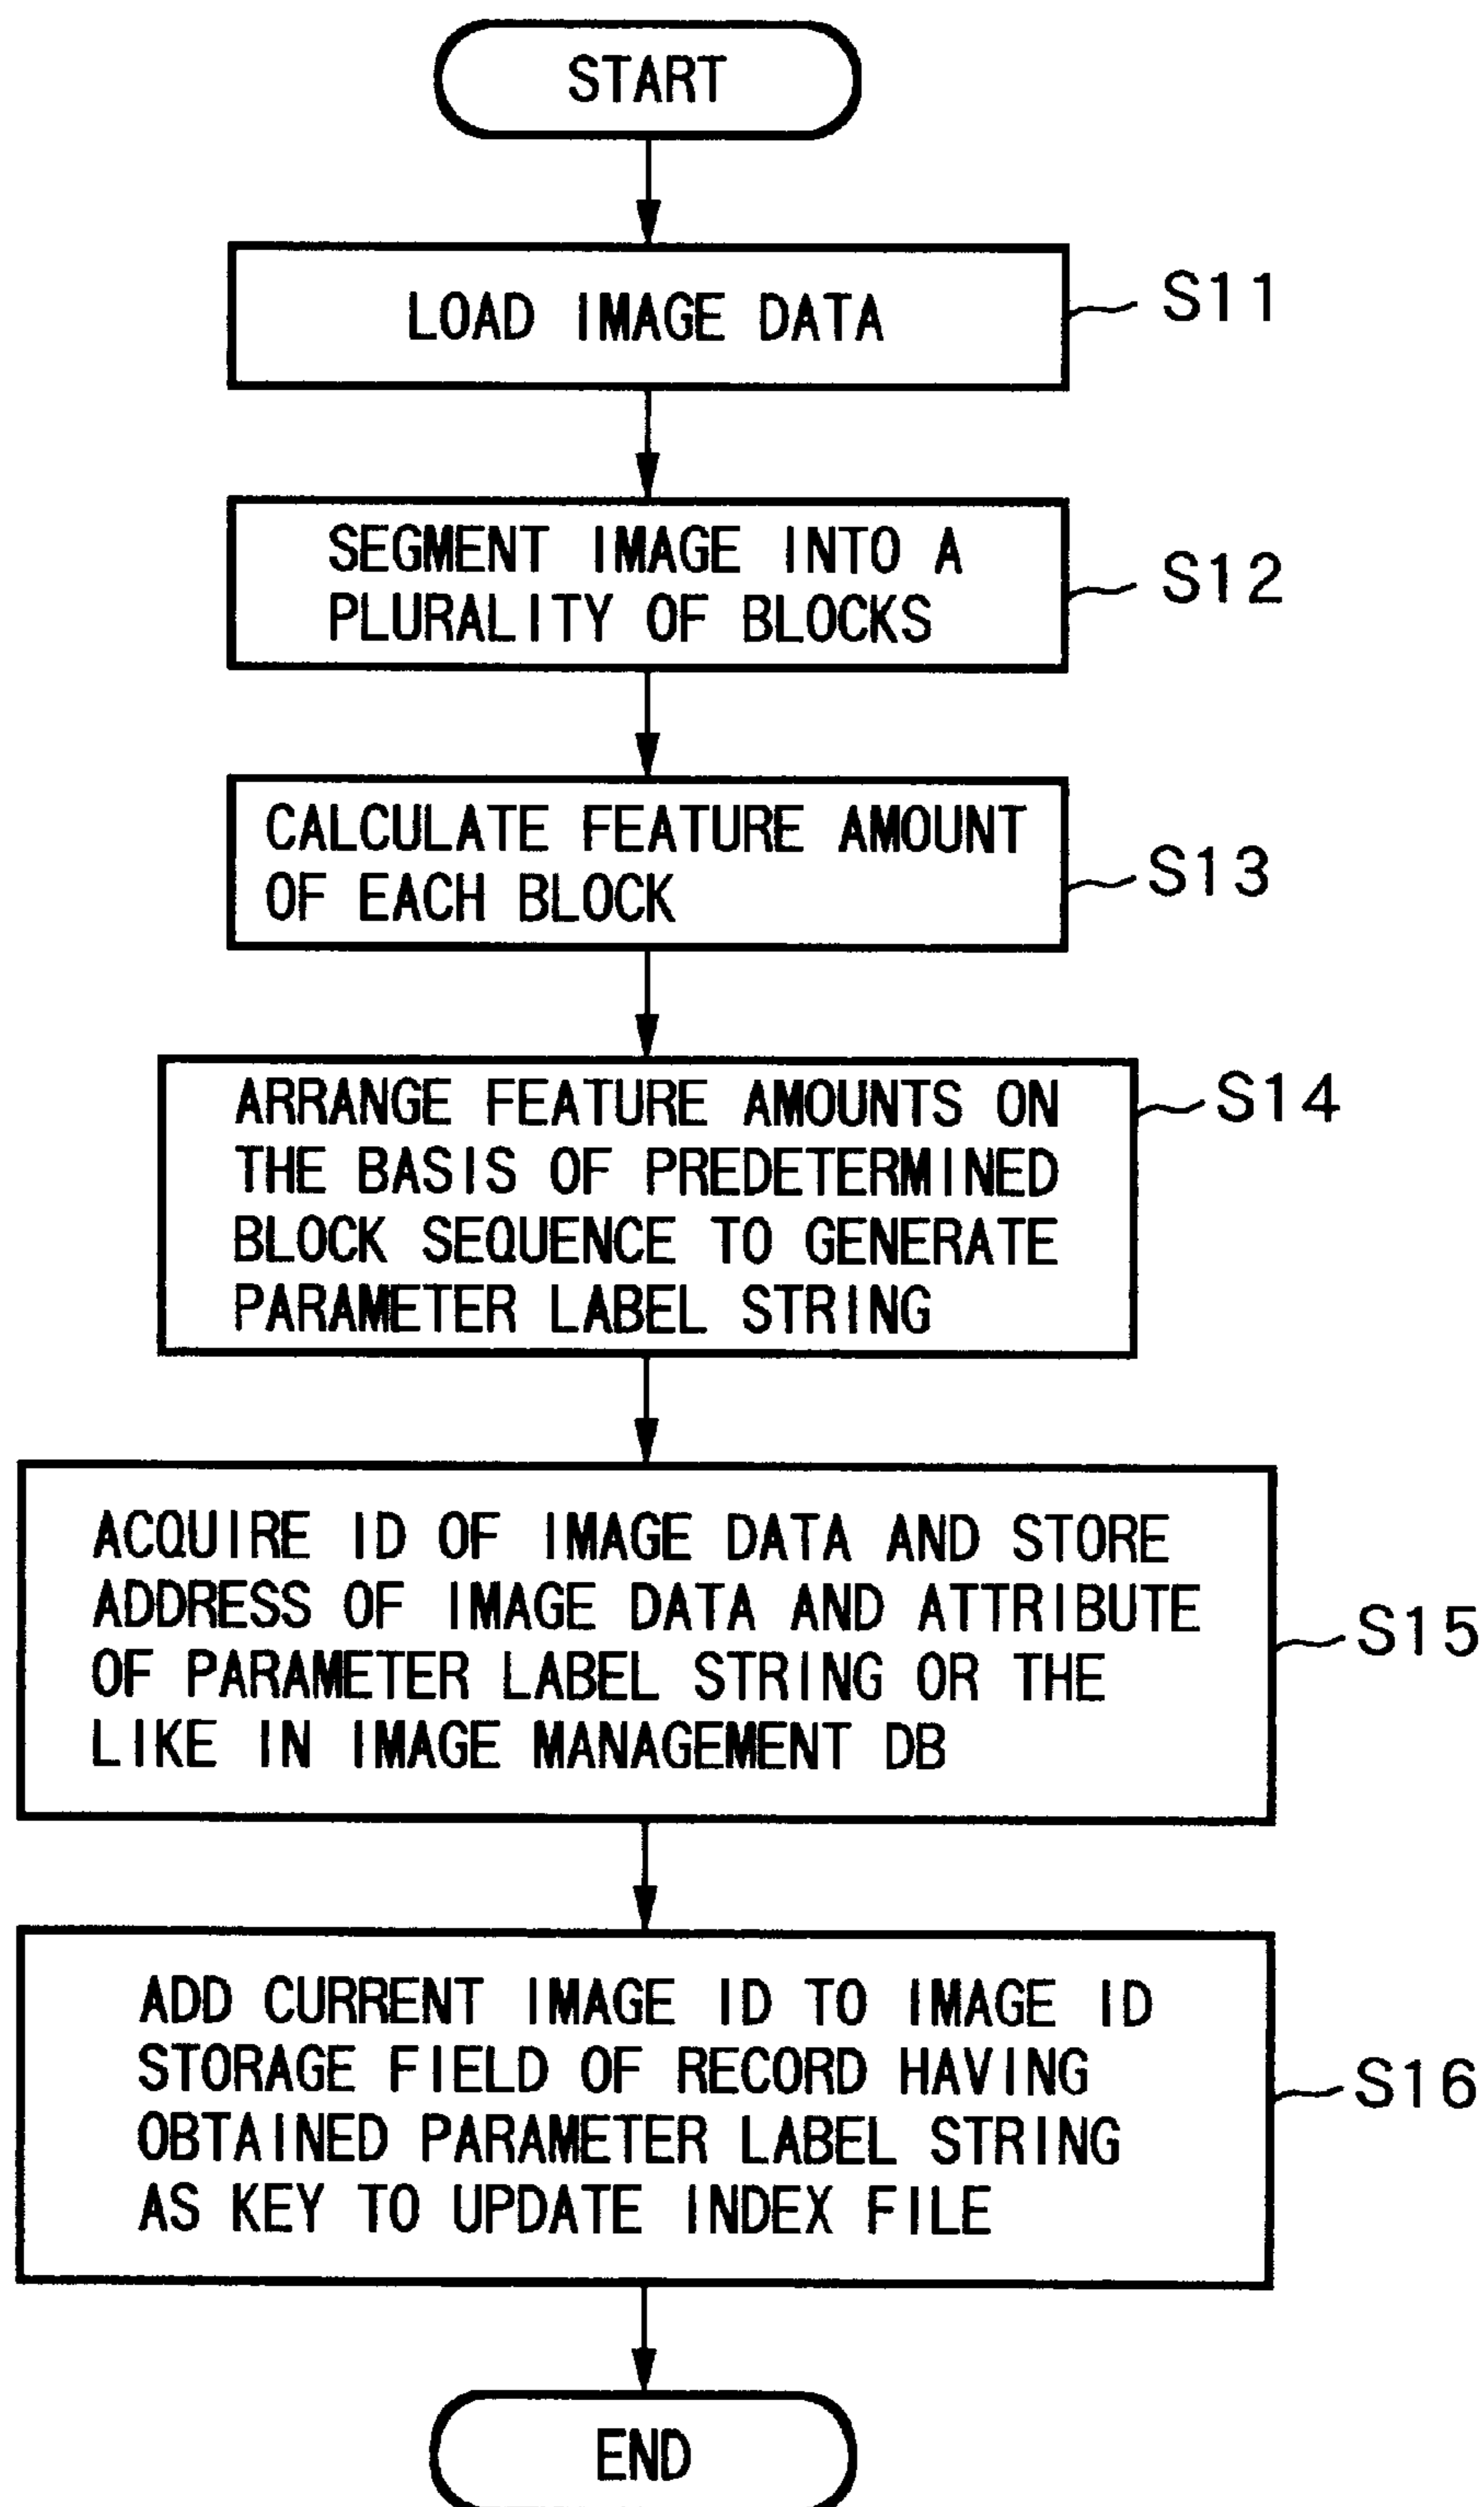 START
LOAD IMAGE DATA
S11
SEGMENT IMAGE INTO A
PLURALITY OF BLOCKS
S12
CALCULATE FEATURE AMOUNT
OF EACH BLOCK
S13
ARRANGE FEATURE AMOUNTS ON
THE BASIS OF PREDETERMINED
BLOCK SEQUENCE TO GENERATE
PARAMETER LABEL STRING
S14
ACQUIRE ID OF IMAGE DATA AND STORE
ADDRESS OF IMAGE DATA AND ATTRIBUTE
OF PARAMETER LABEL STRING OR THE
LIKE IN IMAGE MANAGEMENT DB
S15
ADD CURRENT IMAGE ID TO IMAGE ID
STORAGE FIELD OF RECORD HAVING
OBTAINED PARAMETER LABEL STRING
AS KEY TO UPDATE INDEX FILE
S16
END